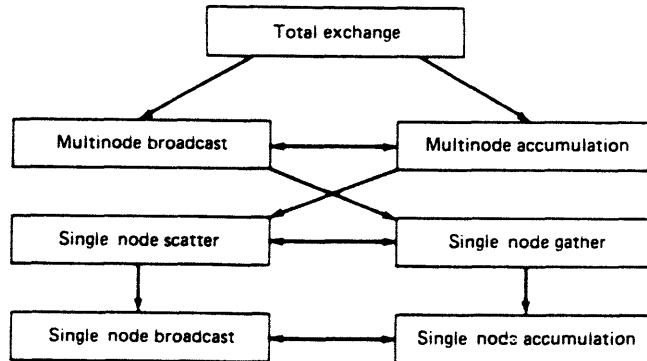 Total exchange
Multinode broadcast
Multinode accumulation
Single node scatter
Single node gather
Single node broadcast
Single node accumulation